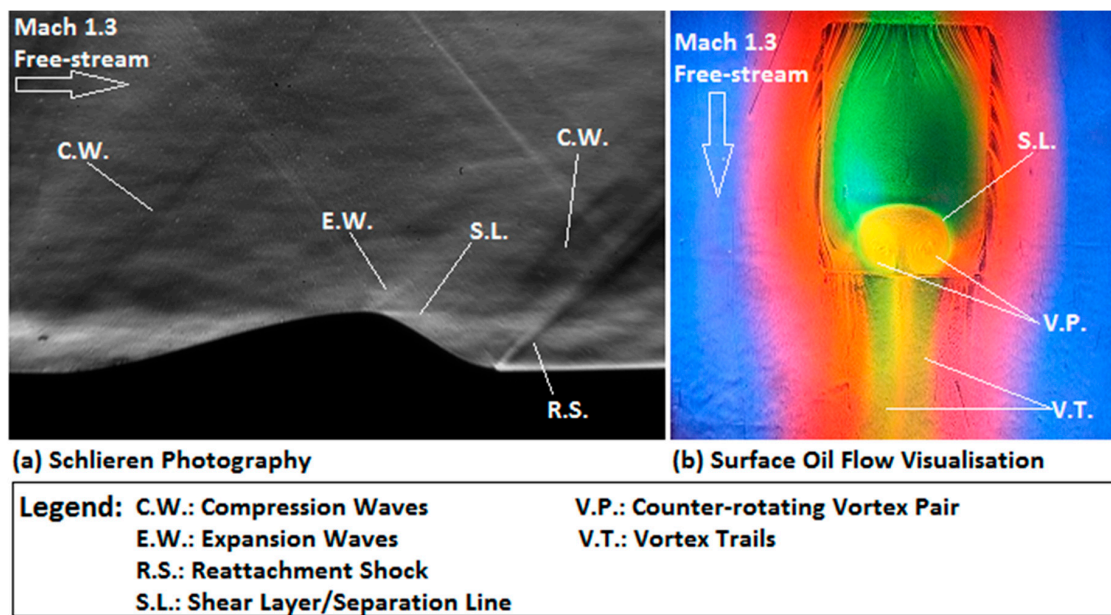 Mach 1.3
Free-stream
C.W.
E.W.
S.L.
C.W.
R.S.
Mach 1.3
Free-stream
S.L.
V.P.
V.T.
(a) Schlieren Photography
(b) Surface Oil Flow Visualisation
Legend: C.W.: Compression Waves
E.W.: Expansion Waves
R.S.: Reattachment Shock
S.L.: Shear Layer/Separation Line
V.P.: Counter-rotating Vortex Pair
V.T.: Vortex Trails